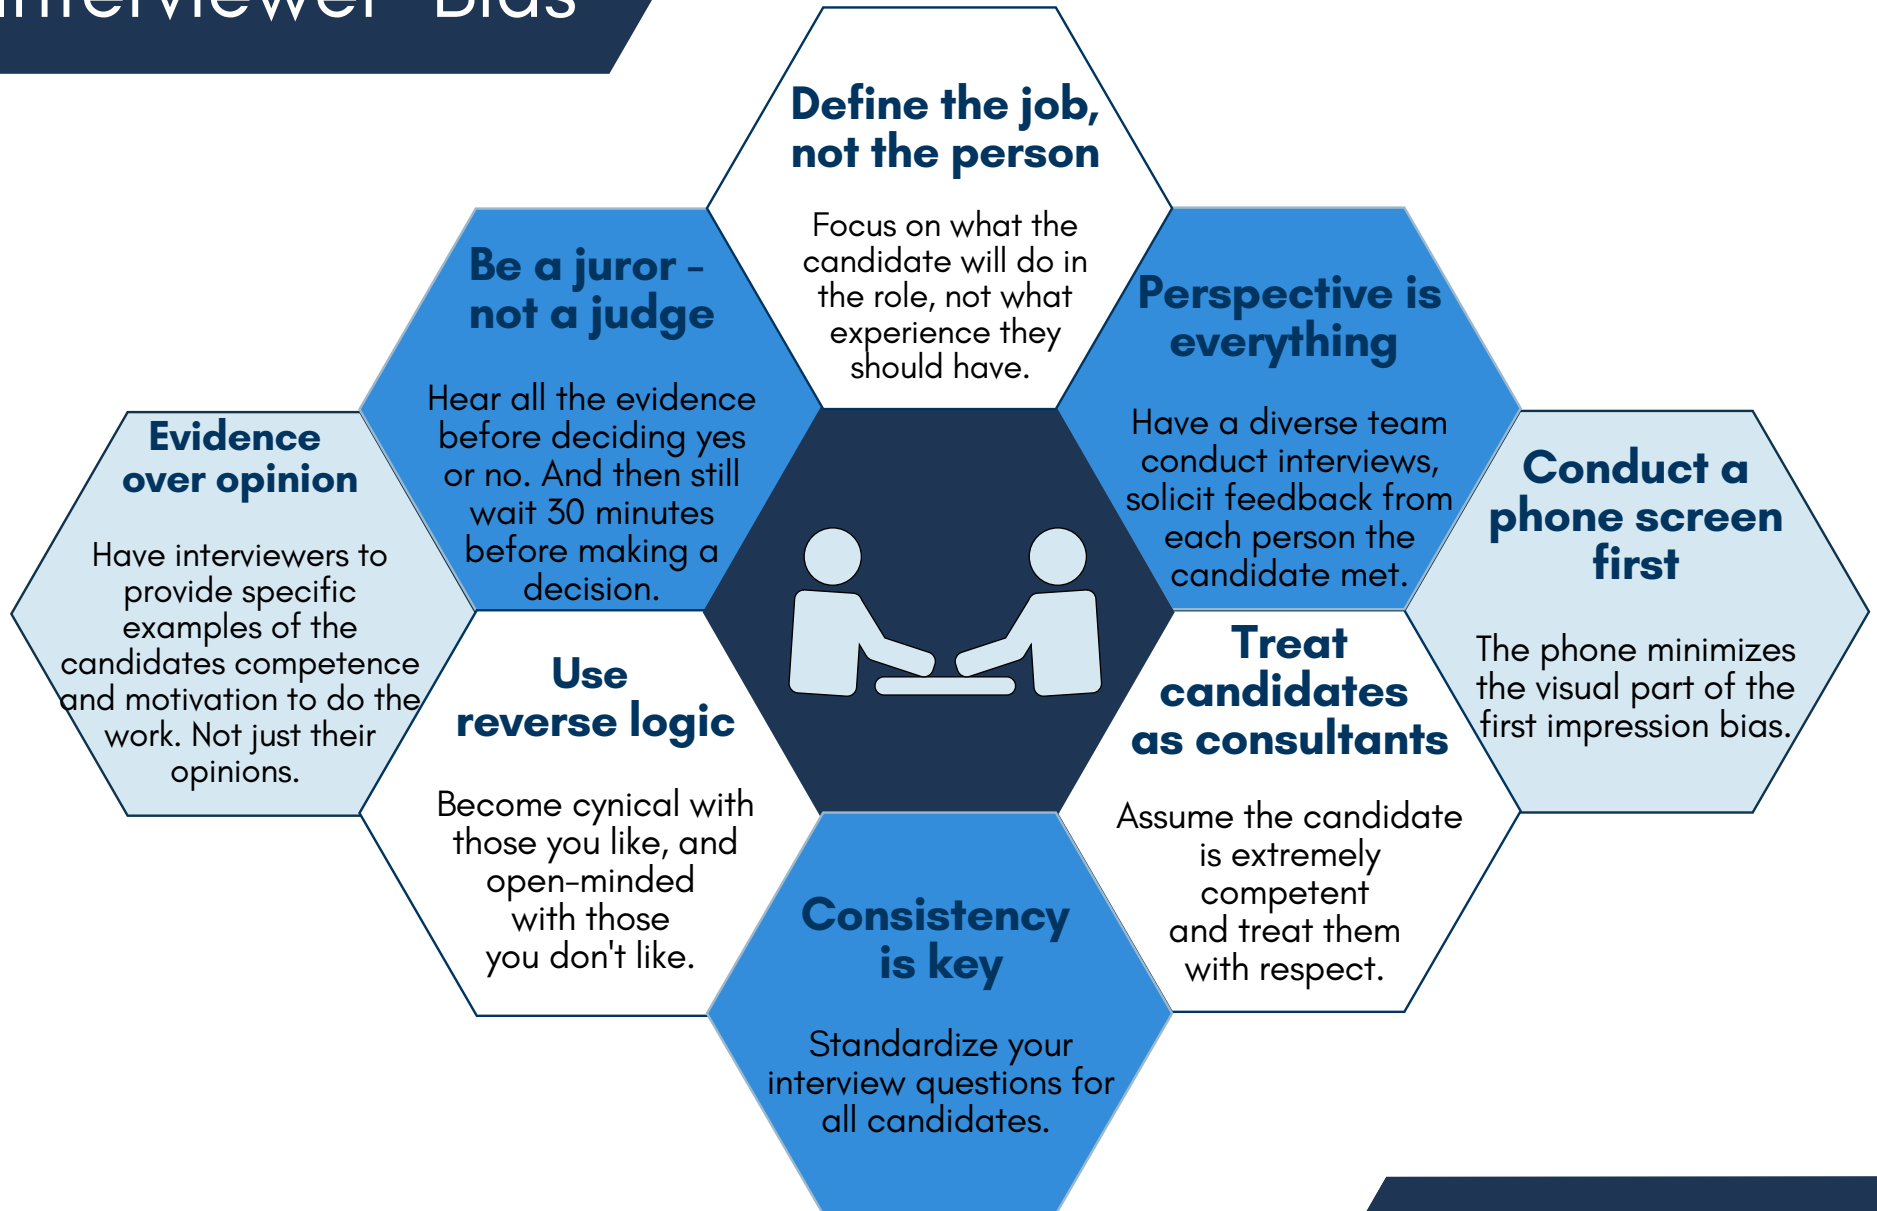 Interviewer Bias
Define the job,
not the person
Focus on what the
candidate will do in
the role, not what
experience they
should have.
Be a juror -
not a judge
Hear all the evidence
before deciding yes
or no. And then still
wait 30 minutes
before making a
decision.
Perspective is
everything
Have a diverse team
conduct interviews,
solicit feedback from
each person the
candidate met.
Evidence
over opinion
Have interviewers to
provide specific
examples of the
candidates competence
and motivation to do the
work. Not just their
opinions.
Conduct a
phone screen
first
The phone minimizes
the visual part of the
first impression bias.
Use
reverse logic
Become cynical with
those you like, and
open-minded
with those
you don't like.
Treat
candidates
as consultants
Assume the candidate
is extremely
competent
and treat them
with respect.
Consistency
is key
Standardize your
interview questions for
all candidates.